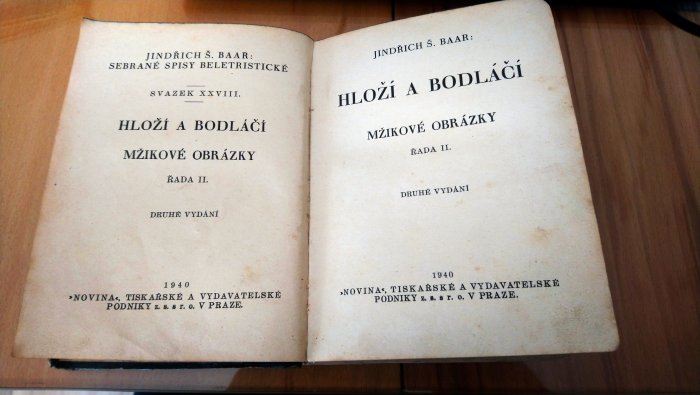 JINDŘICH Š. BAAR:
SEBRANÉ SPISY BELETRISTICKÉ
SVAZEK XXVIII.
HLOŽÍ A BODLÁČÍ
MŽIKOVÉ OBRÁZKY
ŘADA II.
DRUHÉ VYDÁNÍ
1940
›NOVINA‹, TISKAŘSKÉ A VYDAVATELSKÉ
PODNIKY z. s. s r. o. V PRAZE.
JINDŘICH Š. BAAR:
HLOŽÍ A BODLÁČÍ
MŽIKOVÉ OBRÁZKY
ŘADA II.
DRUHÉ VYDÁNÍ
1940
›NOVINA‹, TISKAŘSKÉ A VYDAVATELSKÉ
PODNIKY z. s. s r. o. V PRAZE.